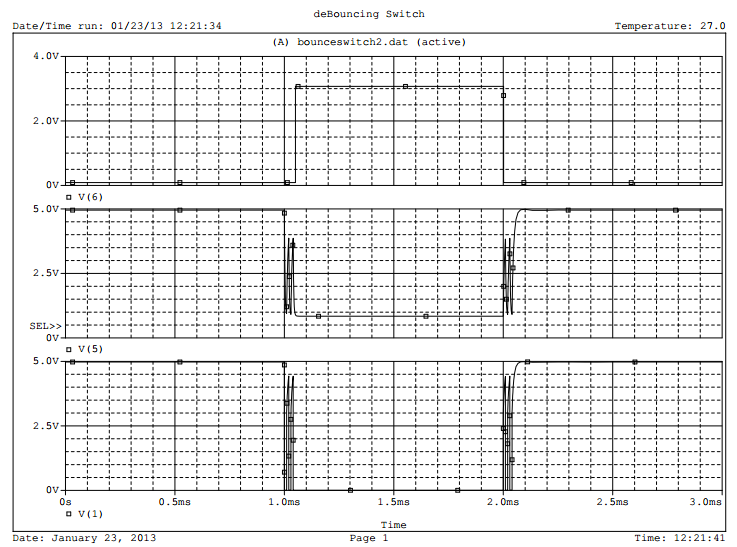 deBouncing Switch
Date/Time run: 01/23/13 12:21:34 Temperature: 27.0
(A) bounceswitch2.dat (active)
4.0V
2.0V
0V
V(6)
5.0V
2.5V
SEL>>
0V
V(5)
5.0V
2.5V
0V
0s 0.5ms 1.0ms 1.5ms 2.0ms 2.5ms 3.0ms
V(1)
Time
Date: January 23, 2013 Page 1 Time: 12:21:41